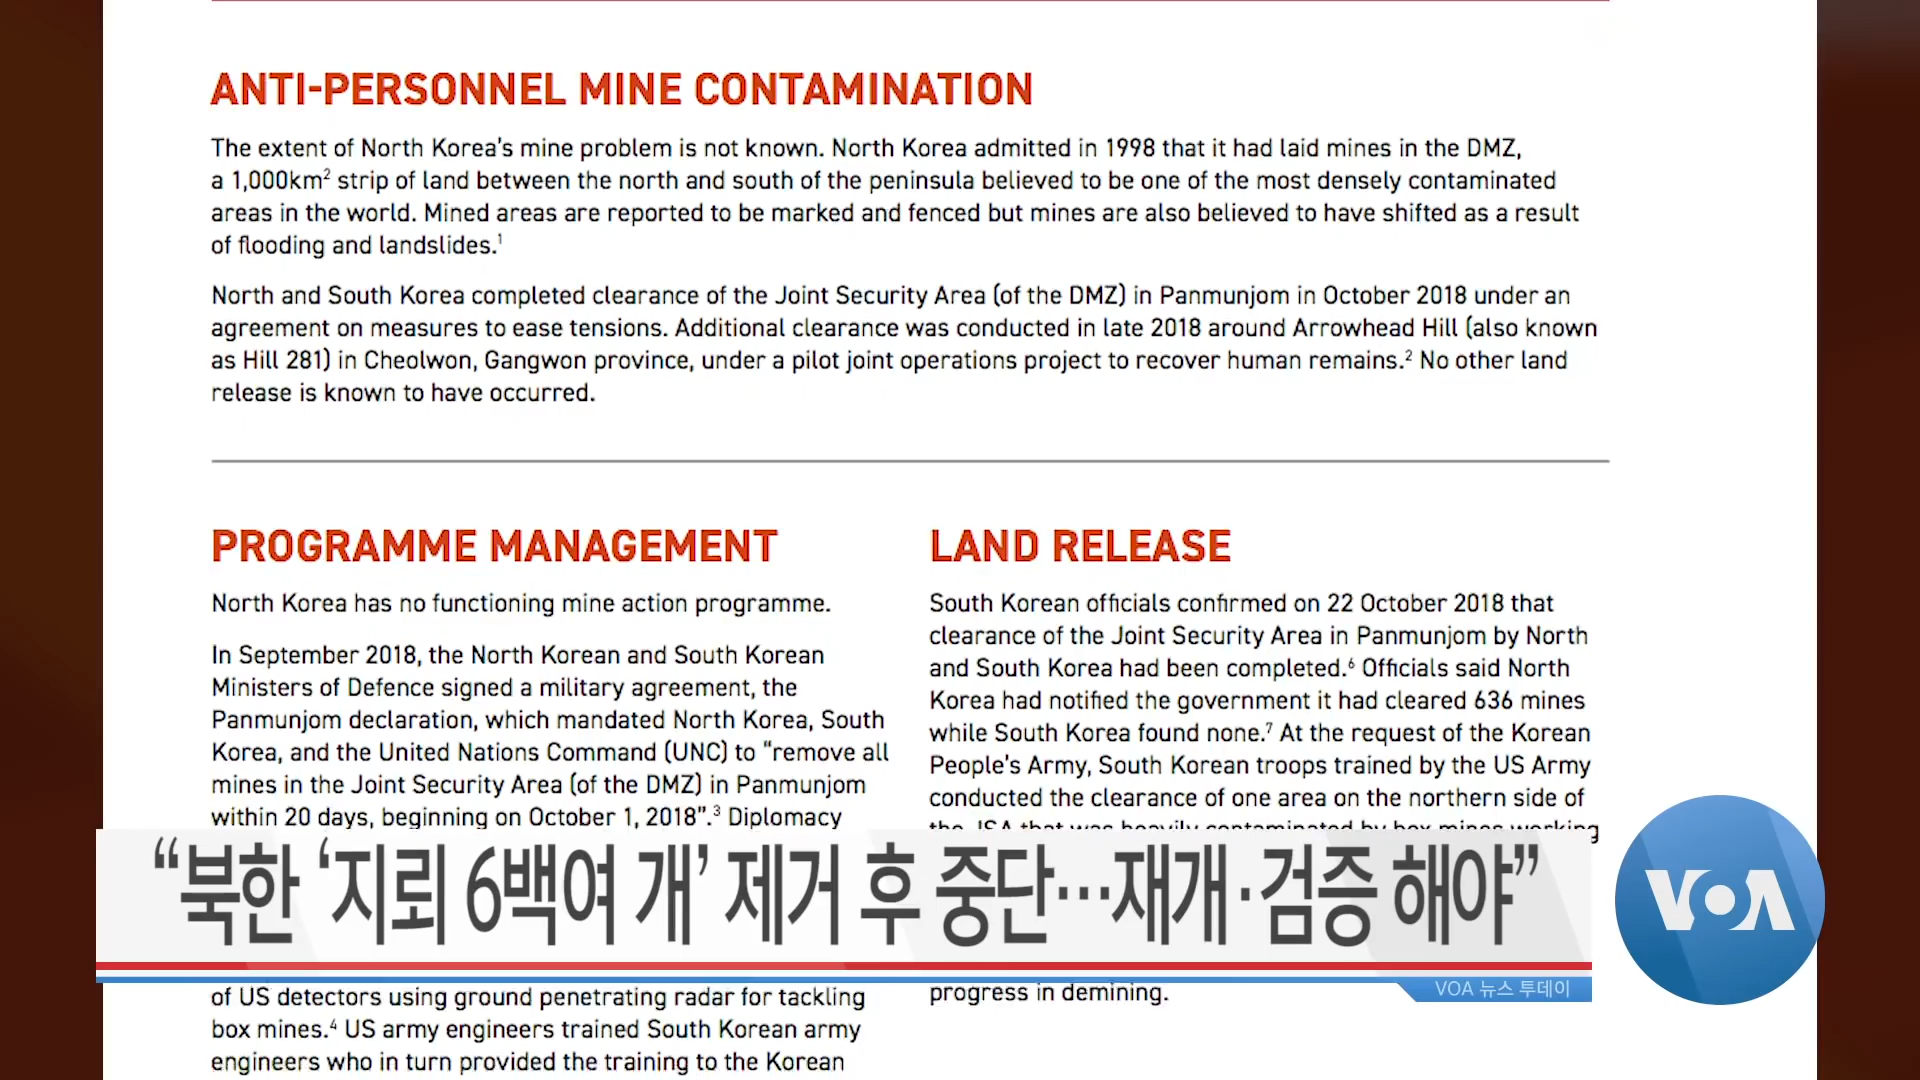 ANTI-PERSONNEL MINE CONTAMINATION
The extent of North Korea's mine problem is not known. North Korea admitted in 1998 that it had laid mines in the DMZ,
a 1,000km² strip of land between the north and south of the peninsula believed to be one of the most densely contaminated
areas in the world. Mined areas are reported to be marked and fenced but mines are also believed to have shifted as a result
of flooding and landslides.¹
North and South Korea completed clearance of the Joint Security Area (of the DMZ) in Panmunjom in October 2018 under an
agreement on measures to ease tensions. Additional clearance was conducted in late 2018 around Arrowhead Hill (also known
as Hill 281) in Cheolwon, Gangwon province, under a pilot joint operations project to recover human remains.² No other land
release is known to have occurred.
PROGRAMME MANAGEMENT
North Korea has no functioning mine action programme.
In September 2018, the North Korean and South Korean
Ministers of Defence signed a military agreement, the
Panmunjom declaration, which mandated North Korea, South
Korea, and the United Nations Command (UNC) to “remove all
mines in the Joint Security Area (of the DMZ) in Panmunjom
within 20 days, beginning on October 1, 2018”.³ Diplomacy
of US detectors using ground penetrating radar for tackling
box mines.⁴ US army engineers trained South Korean army
engineers who in turn provided the training to the Korean
LAND RELEASE
South Korean officials confirmed on 22 October 2018 that
clearance of the Joint Security Area in Panmunjom by North
and South Korea had been completed.⁶ Officials said North
Korea had notified the government it had cleared 636 mines
while South Korea found none.⁷ At the request of the Korean
People's Army, South Korean troops trained by the US Army
conducted the clearance of one area on the northern side of
the JSA that was heavily contaminated by box mines working
progress in demining.
“북한 ‘지뢰 6백여 개’ 제거 후 중단…재개·검증 해야”
VOA 뉴스 투데이
VOA